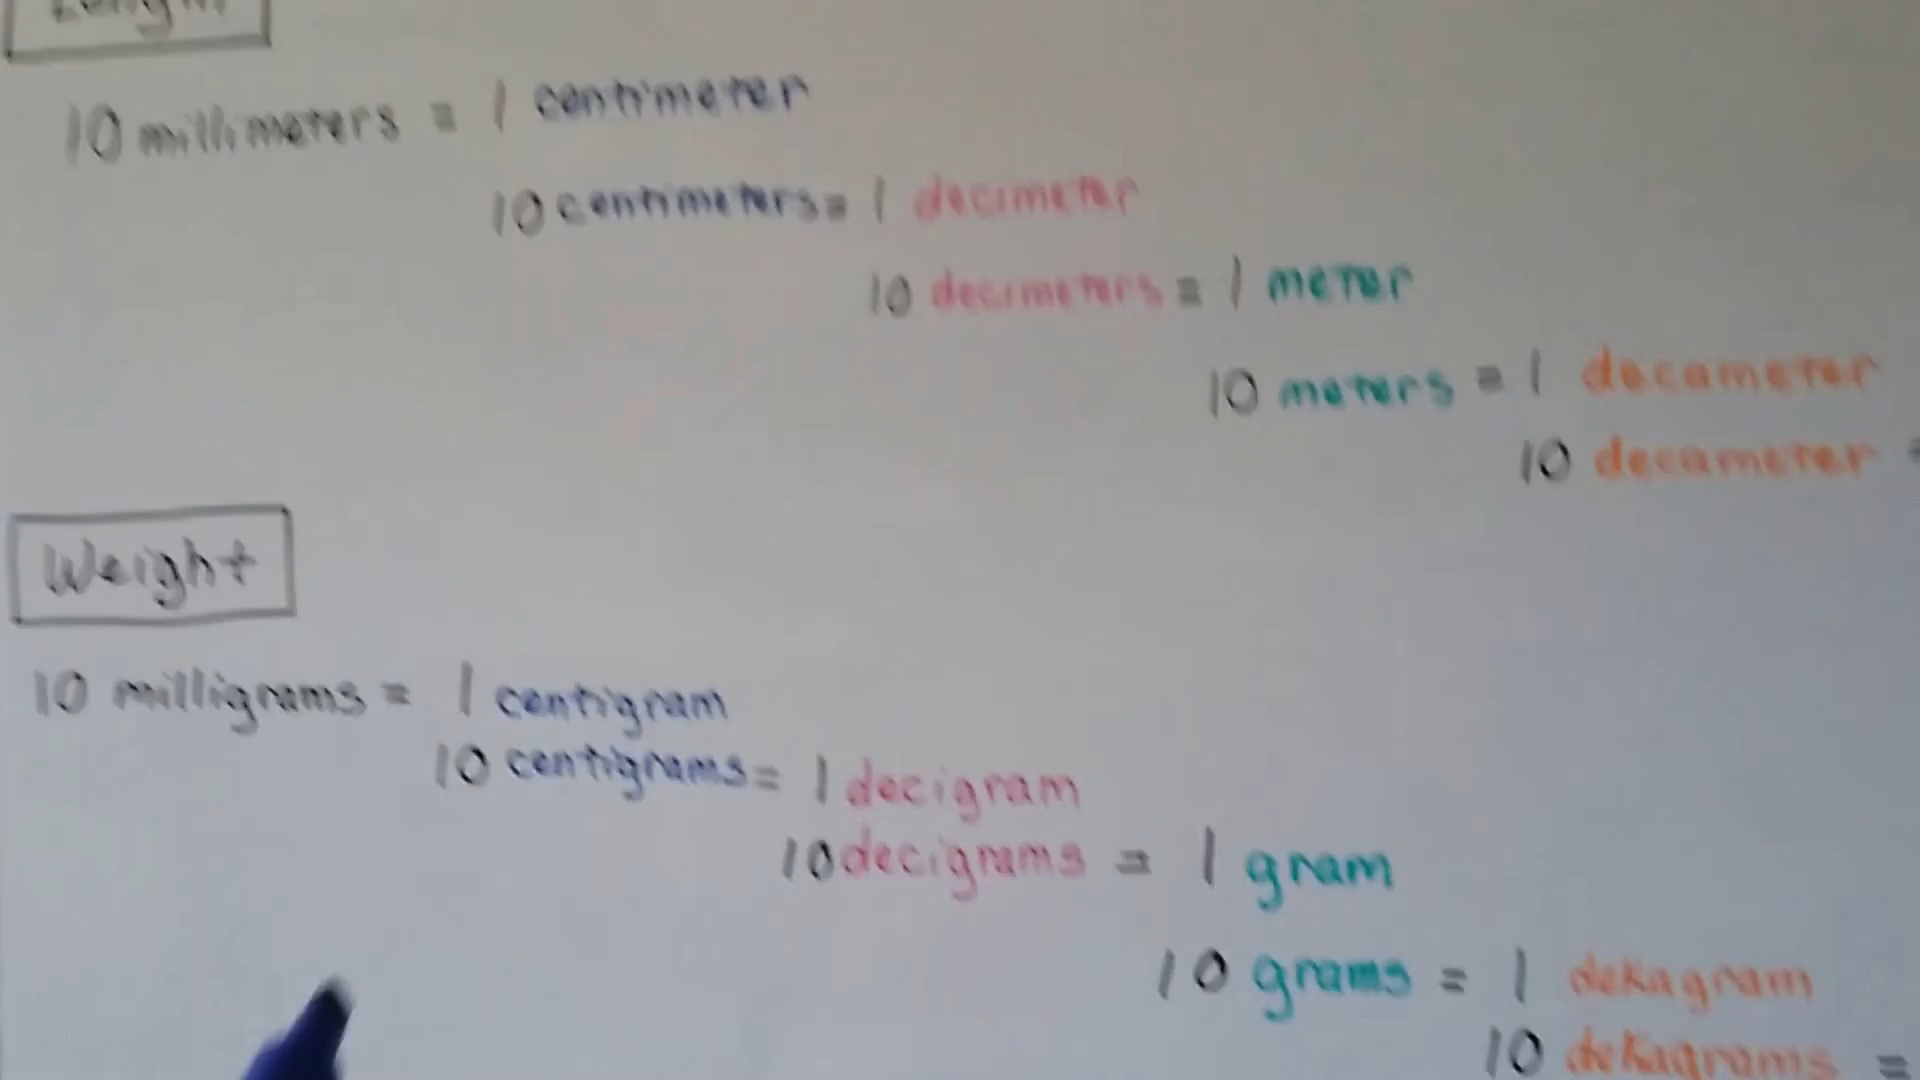 Length
10 millimeters = 1 centimeter
10 centimeters = 1 decimeter
10 decimeters = 1 meter
10 meters = 1 decameter
10 decameter =
Weight
10 milligrams = 1 centigram
10 centigrams = 1 decigram
10 decigrams = 1 gram
10 grams = 1 dekagram
10 dekagrams =